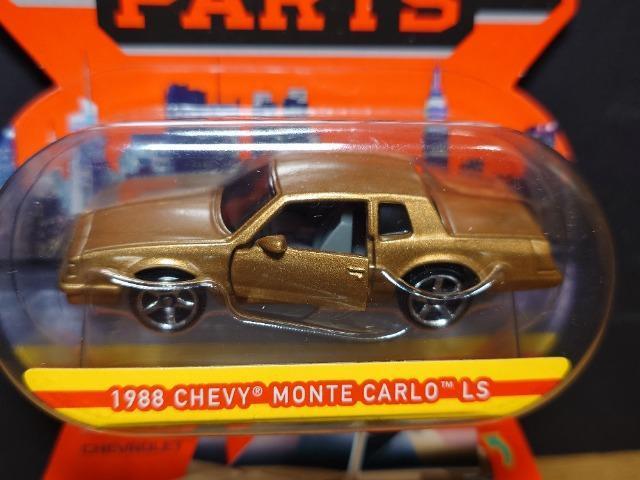 PARTS
1988 CHEVY® MONTE CARLO™ LS
CHEVROLET